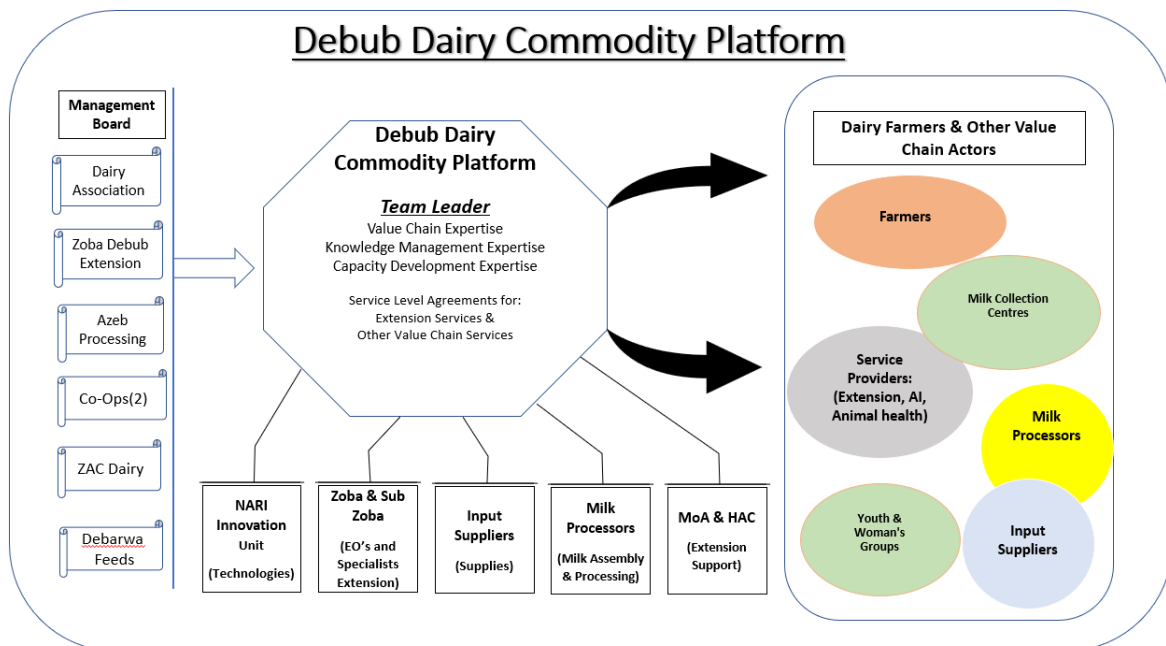 Debub Dairy Commodity Platform
Management
Board
Dairy
Association
Zoba Debub
Extension
Azeb
Processing
Co-Ops(2)
ZAC Dairy
Debarwa
Feeds
Debub Dairy
Commodity Platform
Team Leader
Value Chain Expertise
Knowledge Management Expertise
Capacity Development Expertise
Service Level Agreements for:
Extension Services &
Other Value Chain Services
NARI
Innovation
Unit
(Technologies)
Zoba & Sub
Zoba
(EO's and
Specialists
Extension)
Input
Suppliers
(Supplies)
Milk
Processors
(Milk Assembly
& Processing)
MoA & HAC
(Extension
Support)
Dairy Farmers & Other Value
Chain Actors
Farmers
Milk Collection
Centres
Service
Providers:
(Extension, AI,
Animal health)
Milk
Processors
Youth &
Woman's
Groups
Input
Suppliers